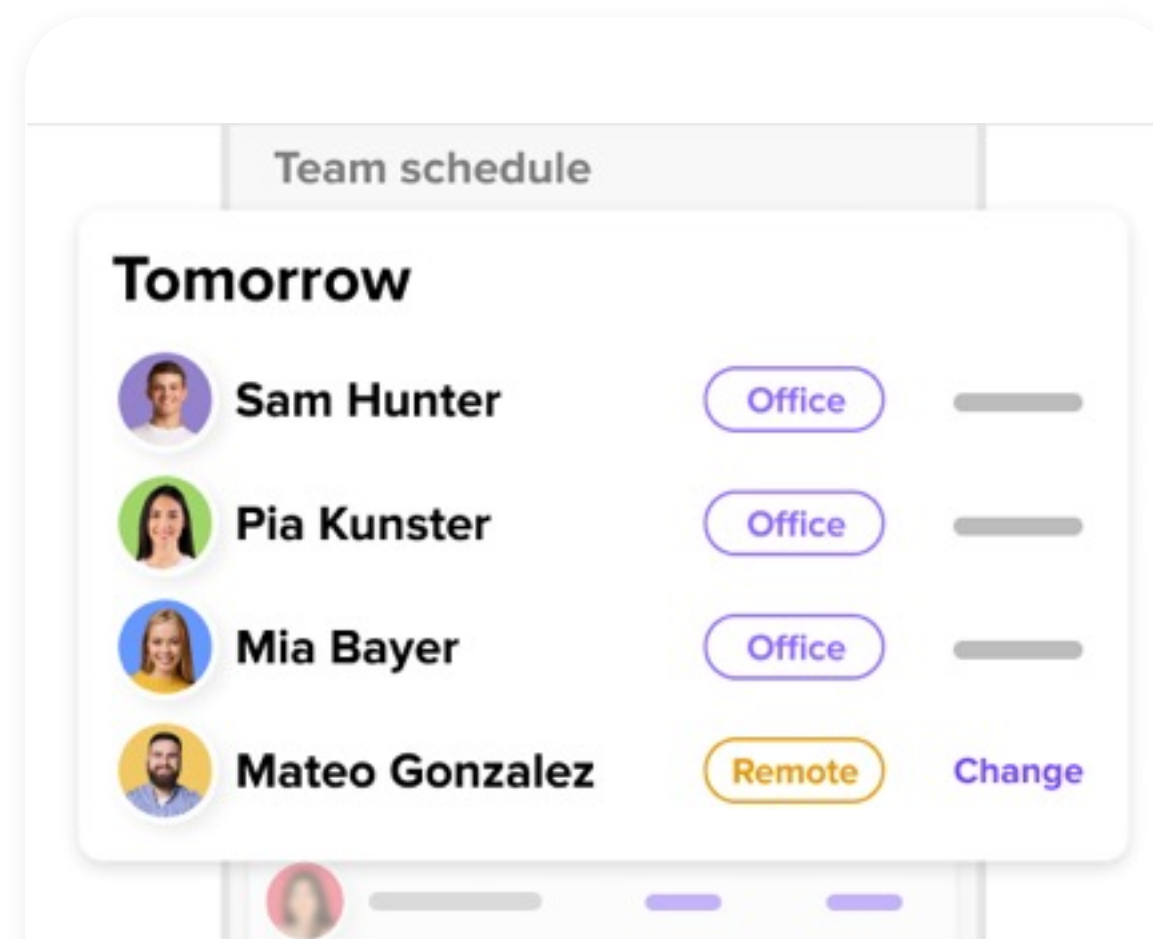 Team schedule
Tomorrow
Sam Hunter Office
Pia Kunster Office
Mia Bayer Office
Mateo Gonzalez Remote Change